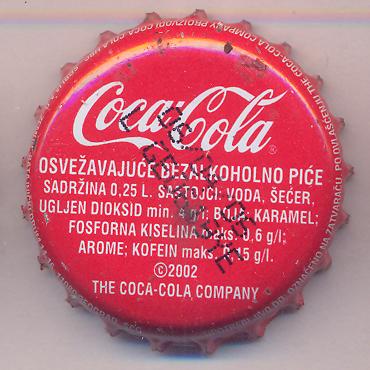 Coca-Cola
OSVEŽAVAJUĆE BEZALKOHOLNO PIĆE
SADRŽINA 0,25 L. SASTOJCI: VODA, ŠEĆER,
UGLJEN DIOKSID min. 4 g/l; BOJA: KARAMEL;
FOSFORNA KISELINA maks. 0,6 g/l;
AROME; KOFEIN maks. 0,15 g/l.
©2002
THE COCA-COLA COMPANY